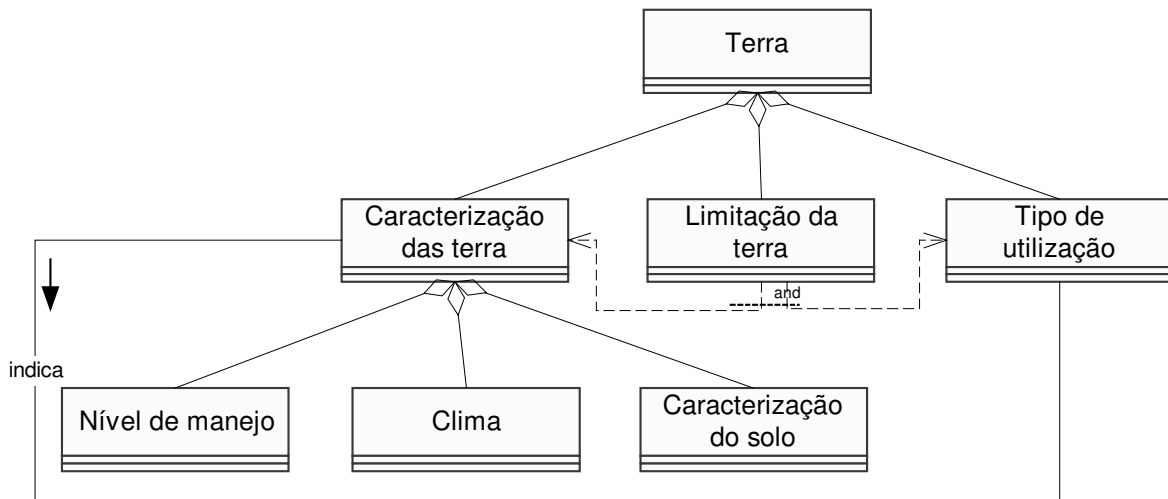 Terra
Caracterização
das terra
Limitação da
terra
Tipo de
utilização
and
indica
Nível de manejo
Clima
Caracterização
do solo